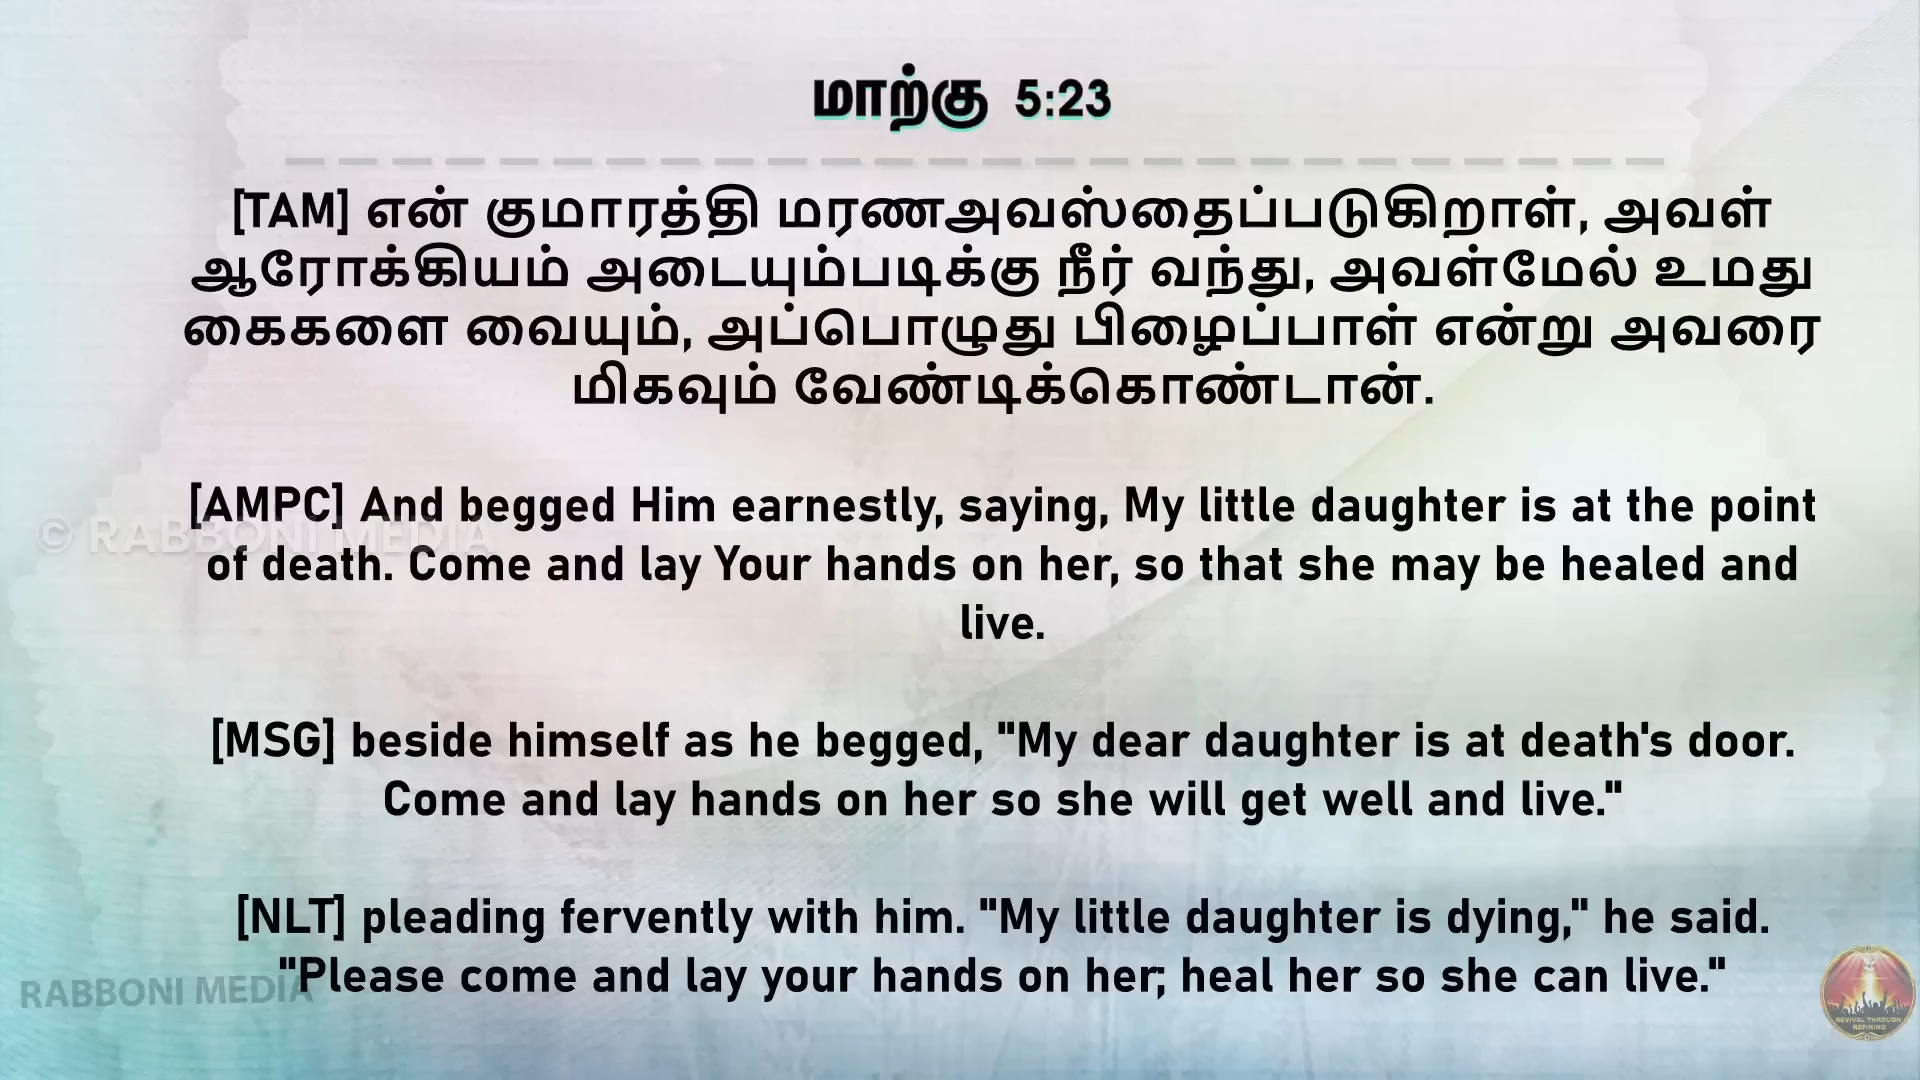 மாற்கு 5:23
[TAM] என் குமாரத்தி மரணஅவஸ்தைப்படுகிறாள், அவள்
ஆரோக்கியம் அடையும்படிக்கு நீர் வந்து, அவள்மேல் உமது
கைகளை வையும், அப்பொழுது பிழைப்பாள் என்று அவரை
மிகவும் வேண்டிக்கொண்டான்.
[AMPC] And begged Him earnestly, saying, My little daughter is at the point
© RABBONI MEDIA
of death. Come and lay Your hands on her, so that she may be healed and
live.
[MSG] beside himself as he begged, "My dear daughter is at death's door.
Come and lay hands on her so she will get well and live."
[NLT] pleading fervently with him. "My little daughter is dying," he said.
"Please come and lay your hands on her; heal her so she can live."
RABBONI MEDIA
REVIVAL THROUGH
REFINING